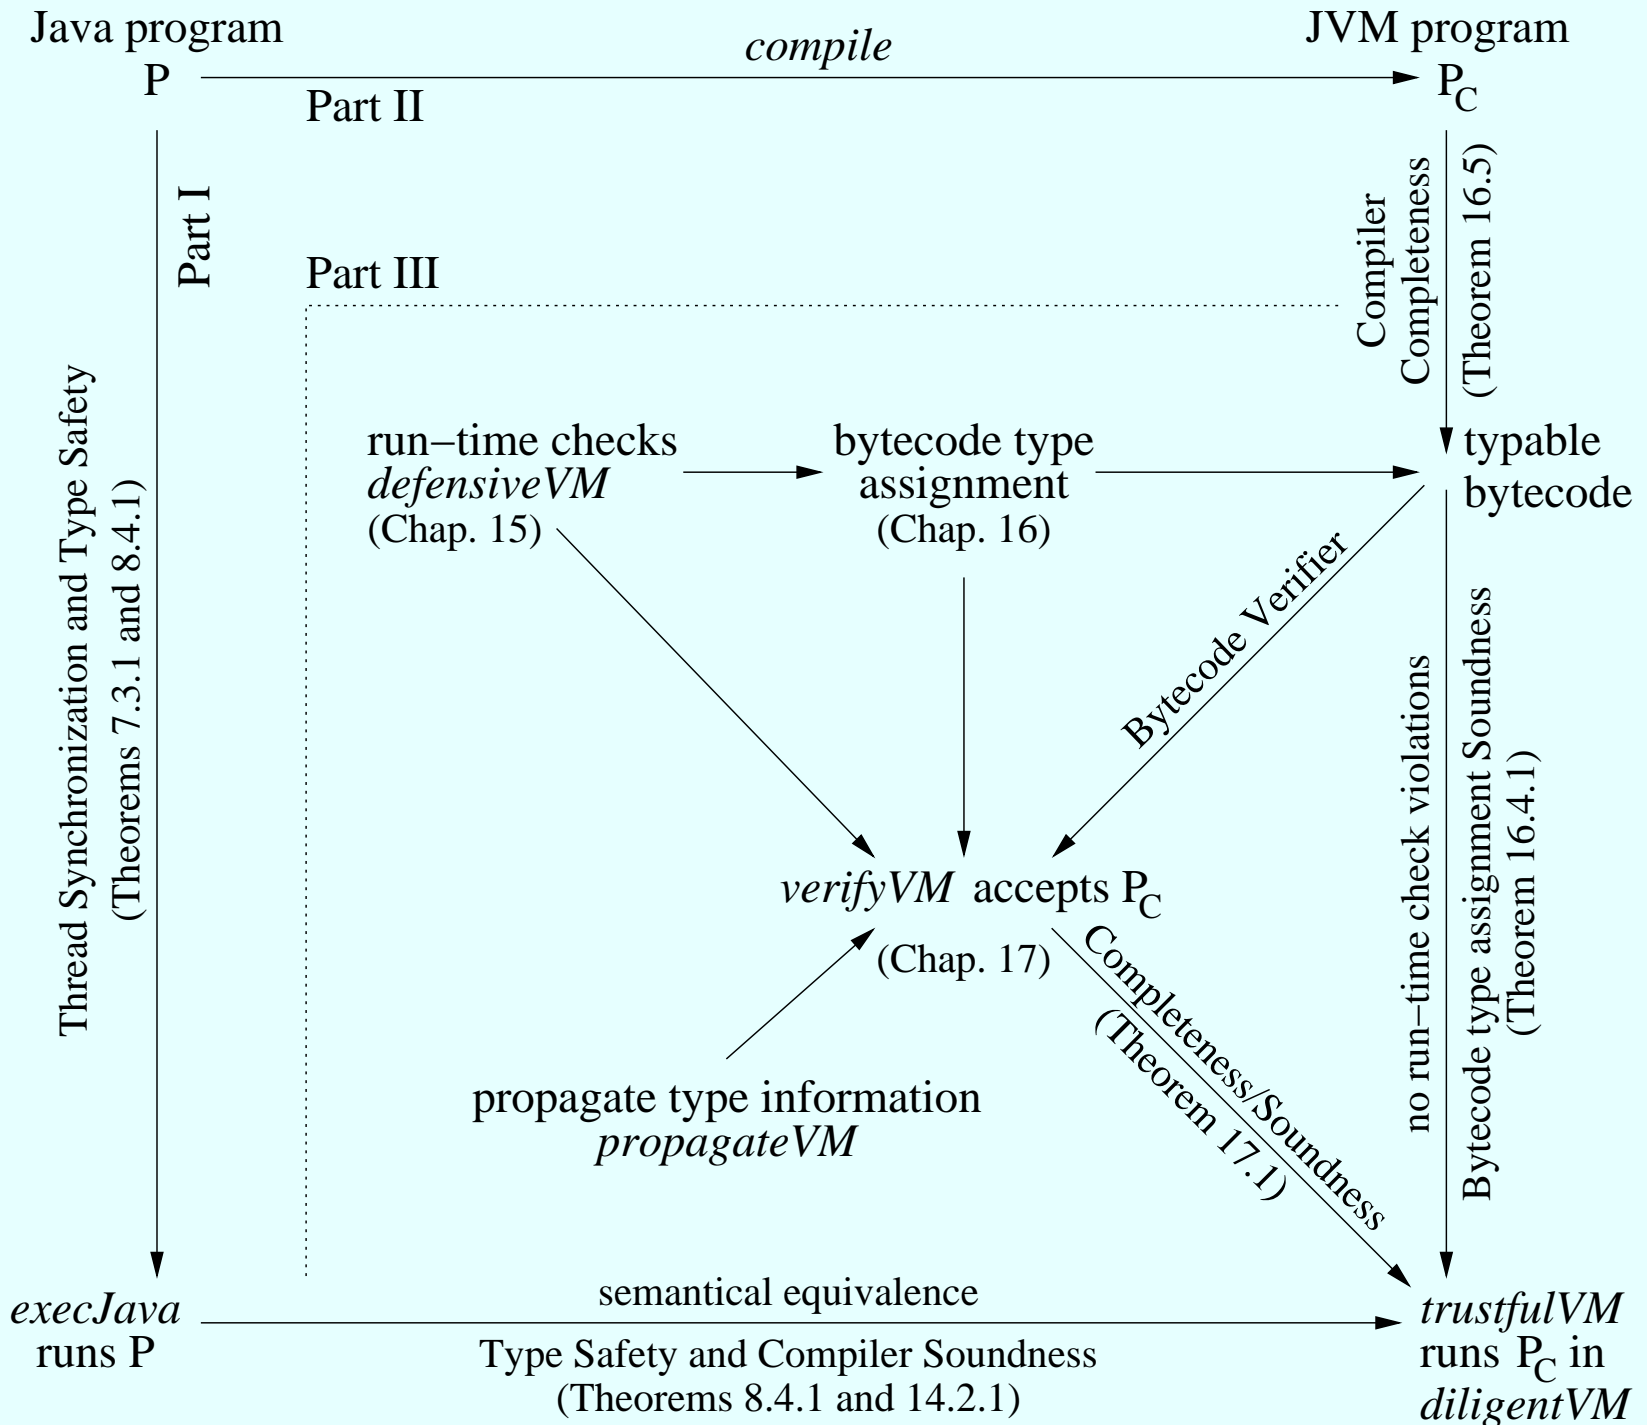 Java program
P
compile
Part II
JVM program
P_C
Part I
Thread Synchronization and Type Safety
(Theorems 7.3.1 and 8.4.1)
Part III
Compiler
Completeness
(Theorem 16.5)
run−time checks
defensiveVM
(Chap. 15)
bytecode type
assignment
(Chap. 16)
typable
bytecode
Bytecode Verifier
verifyVM accepts P_C
(Chap. 17)
propagate type information
propagateVM
Completeness/Soundness
(Theorem 17.1)
no run−time check violations
Bytecode type assignment Soundness
(Theorem 16.4.1)
execJava
runs P
semantical equivalence
Type Safety and Compiler Soundness
(Theorems 8.4.1 and 14.2.1)
trustfulVM
runs P_C in
diligentVM